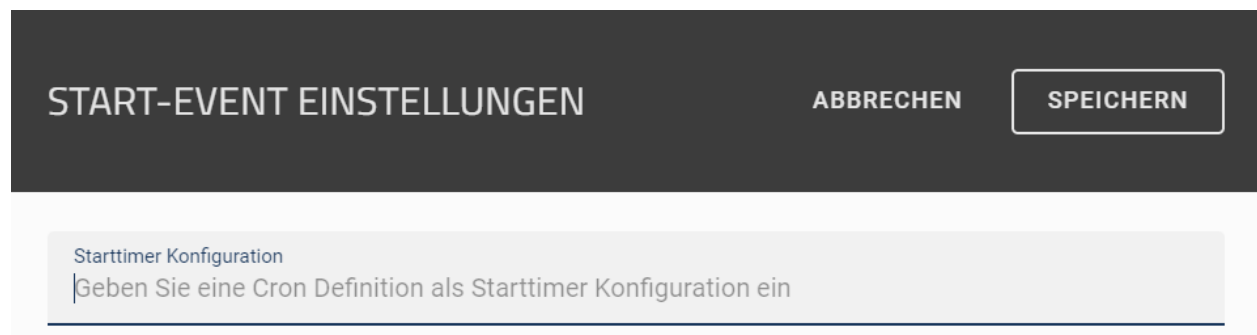 START-EVENT EINSTELLUNGEN ABBRECHEN SPEICHERN
Starttimer Konfiguration
Geben Sie eine Cron Definition als Starttimer Konfiguration ein